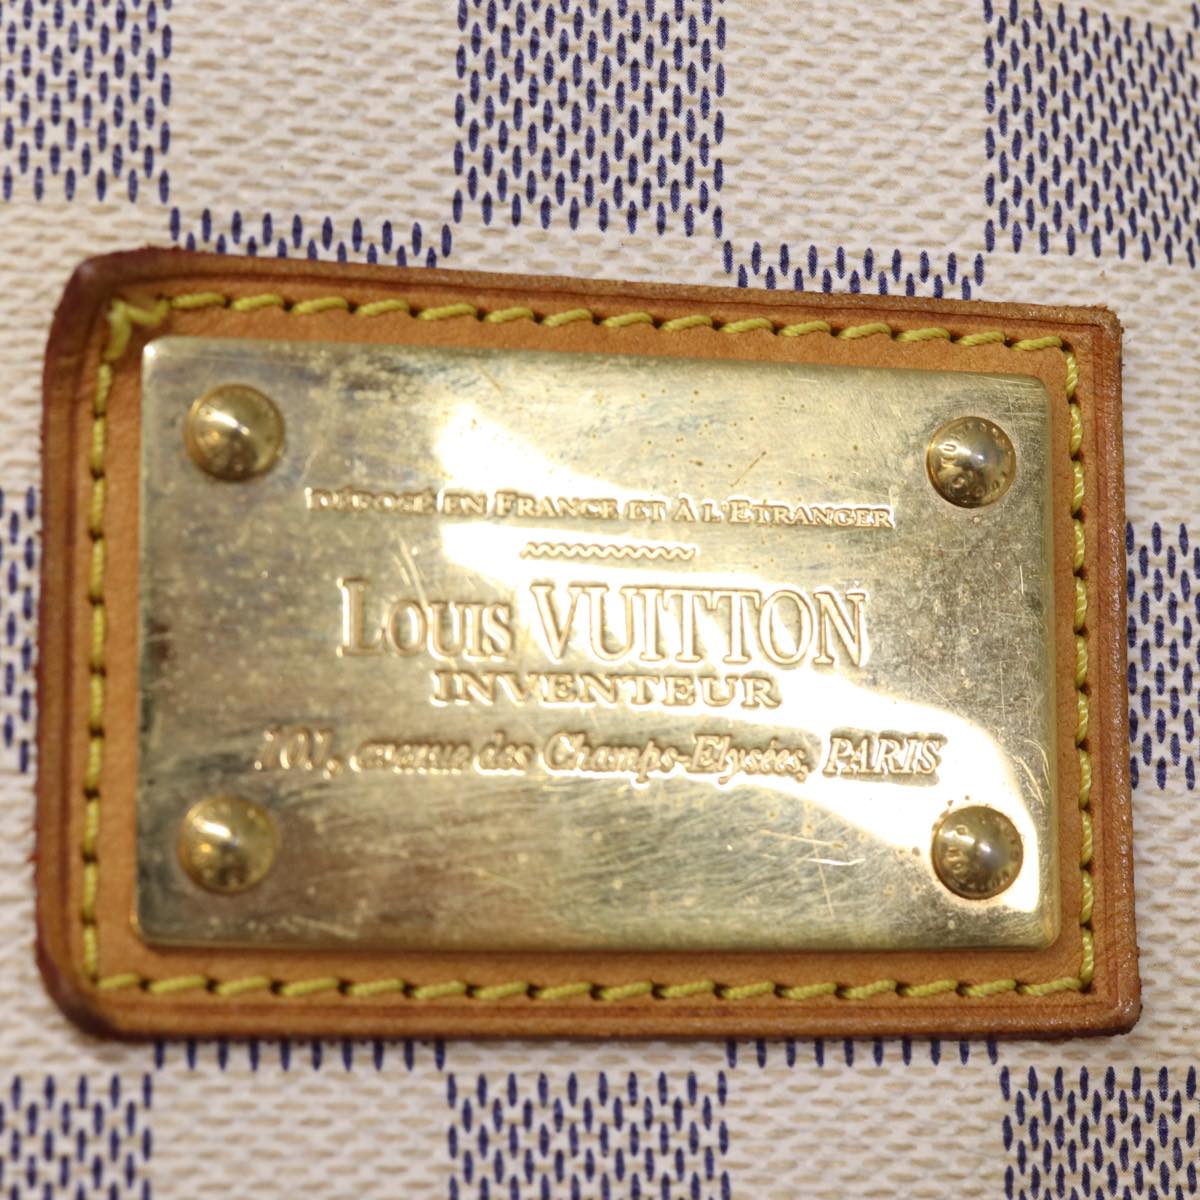 DÉPOSÉ EN FRANCE ET À L'ETRANGER
LOUIS VUITTON
INVENTEUR
101, avenue des Champs-Elysées, PARIS